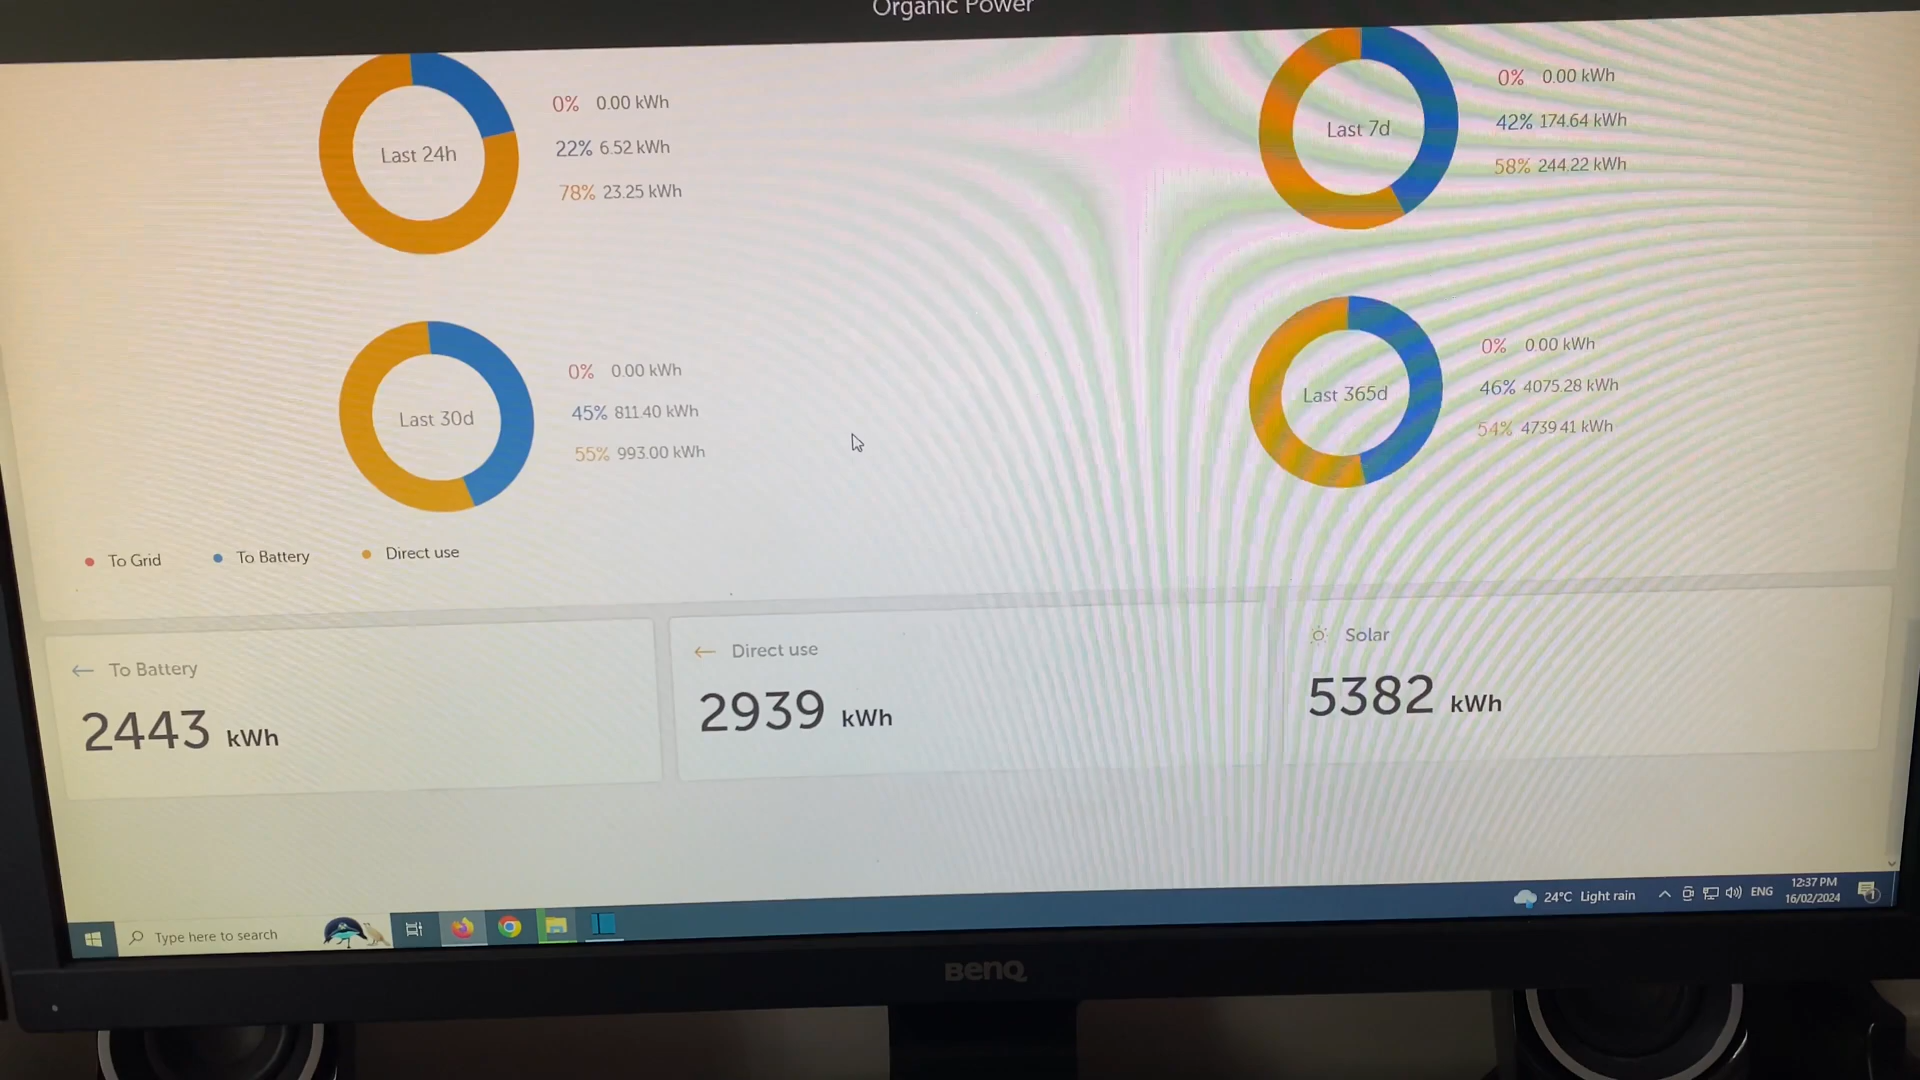 Organic Power
Last 24h
0% 0.00 kWh
22% 6.52 kWh
78% 23.25 kWh
Last 7d
0% 0.00 kWh
42% 174.64 kWh
58% 244.22 kWh
Last 30d
0% 0.00 kWh
45% 811.40 kWh
55% 993.00 kWh
Last 365d
0% 0.00 kWh
46% 4075.28 kWh
54% 4739.41 kWh
To Grid
To Battery
Direct use
To Battery
2443 kWh
Direct use
2939 kWh
Solar
5382 kWh
Type here to search
24°C Light rain
ENG
12:37 PM
16/02/2024
1
BenQ